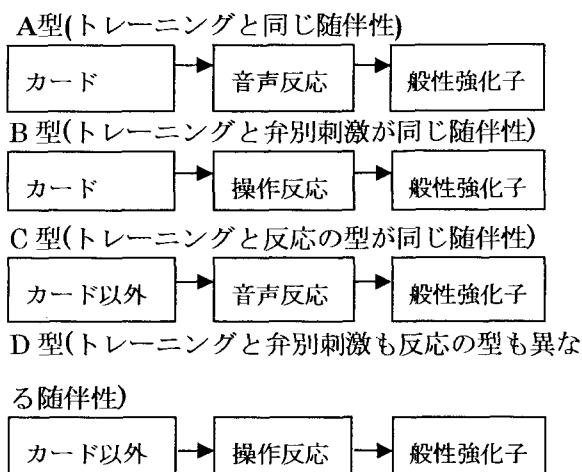 A型(トレーニングと同じ随伴性)
カード 音声反応 般性強化子
B型(トレーニングと弁別刺激が同じ随伴性)
カード 操作反応 般性強化子
C型(トレーニングと反応の型が同じ随伴性)
カード以外 音声反応 般性強化子
D型(トレーニングと弁別刺激も反応の型も異な
る随伴性)
カード以外 操作反応 般性強化子